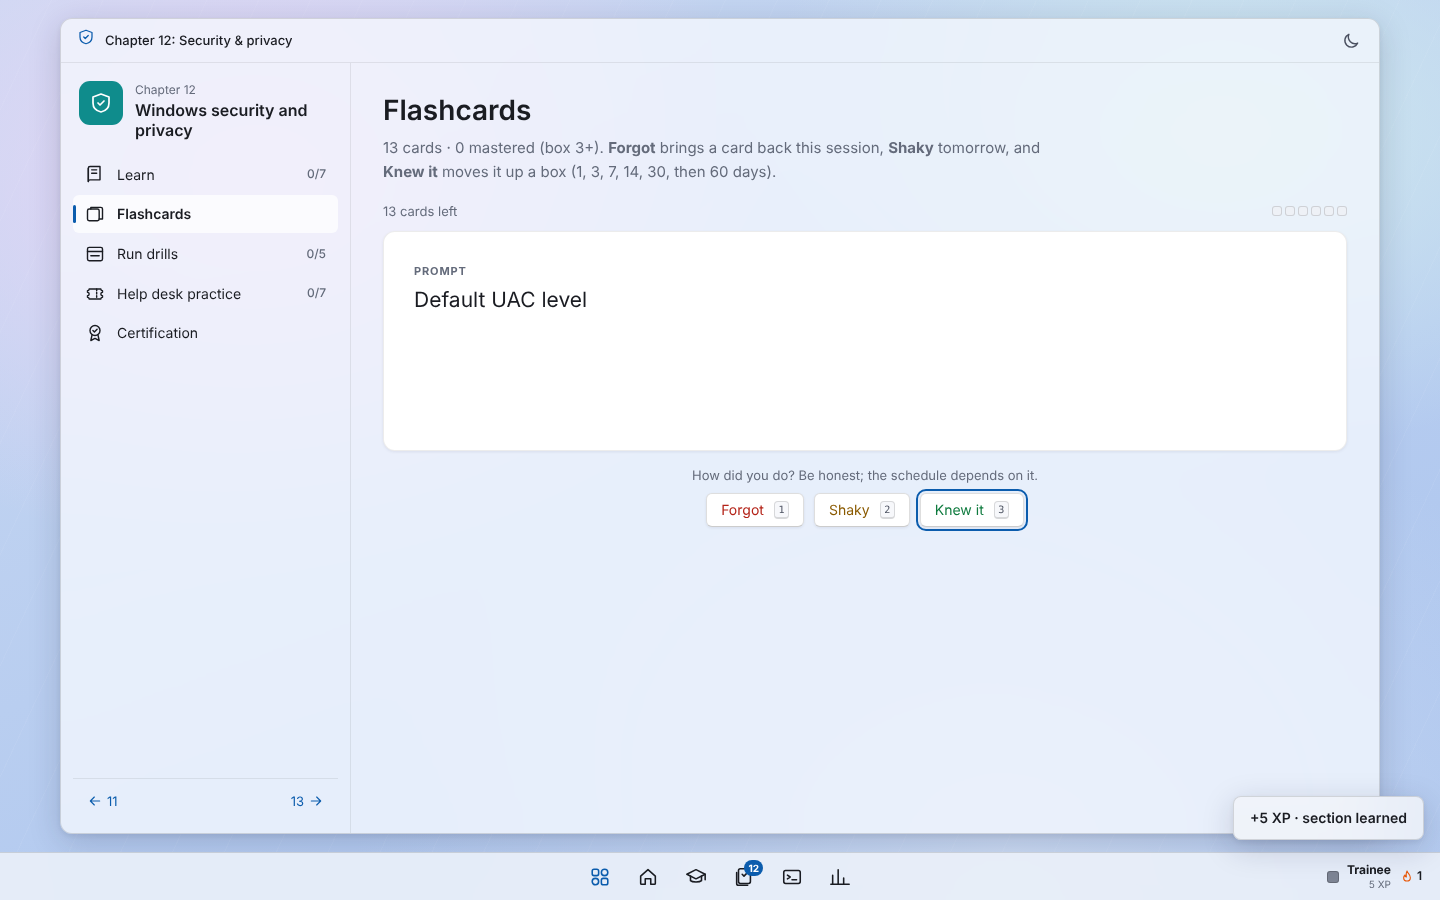 Chapter 12: Security & privacy
Chapter 12
Windows security and
privacy
Learn 0/7
Flashcards
Run drills 0/5
Help desk practice 0/7
Certification
11
13
Flashcards
13 cards · 0 mastered (box 3+). Forgot brings a card back this session, Shaky tomorrow, and
Knew it moves it up a box (1, 3, 7, 14, 30, then 60 days).
13 cards left
PROMPT
Default UAC level
How did you do? Be honest; the schedule depends on it.
Forgot 1
Shaky 2
Knew it 3
+5 XP · section learned
12
Trainee
5 XP
1